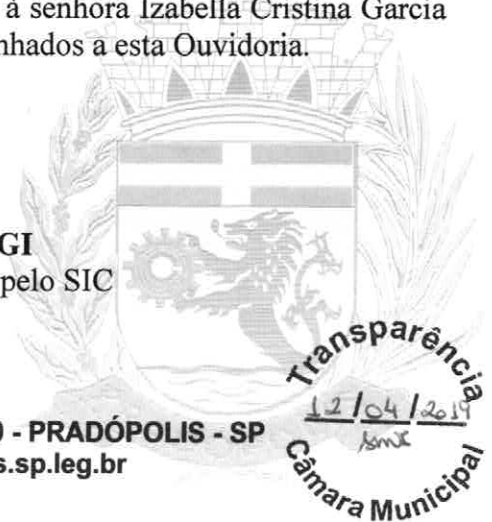 à senhora Izabella Cristina Garcia
nhados a esta Ouvidoria.
GI
pelo SIC
- PRADÓPOLIS - SP
s.sp.leg.br
Transparência
12/04/2019
Câmara Municipal